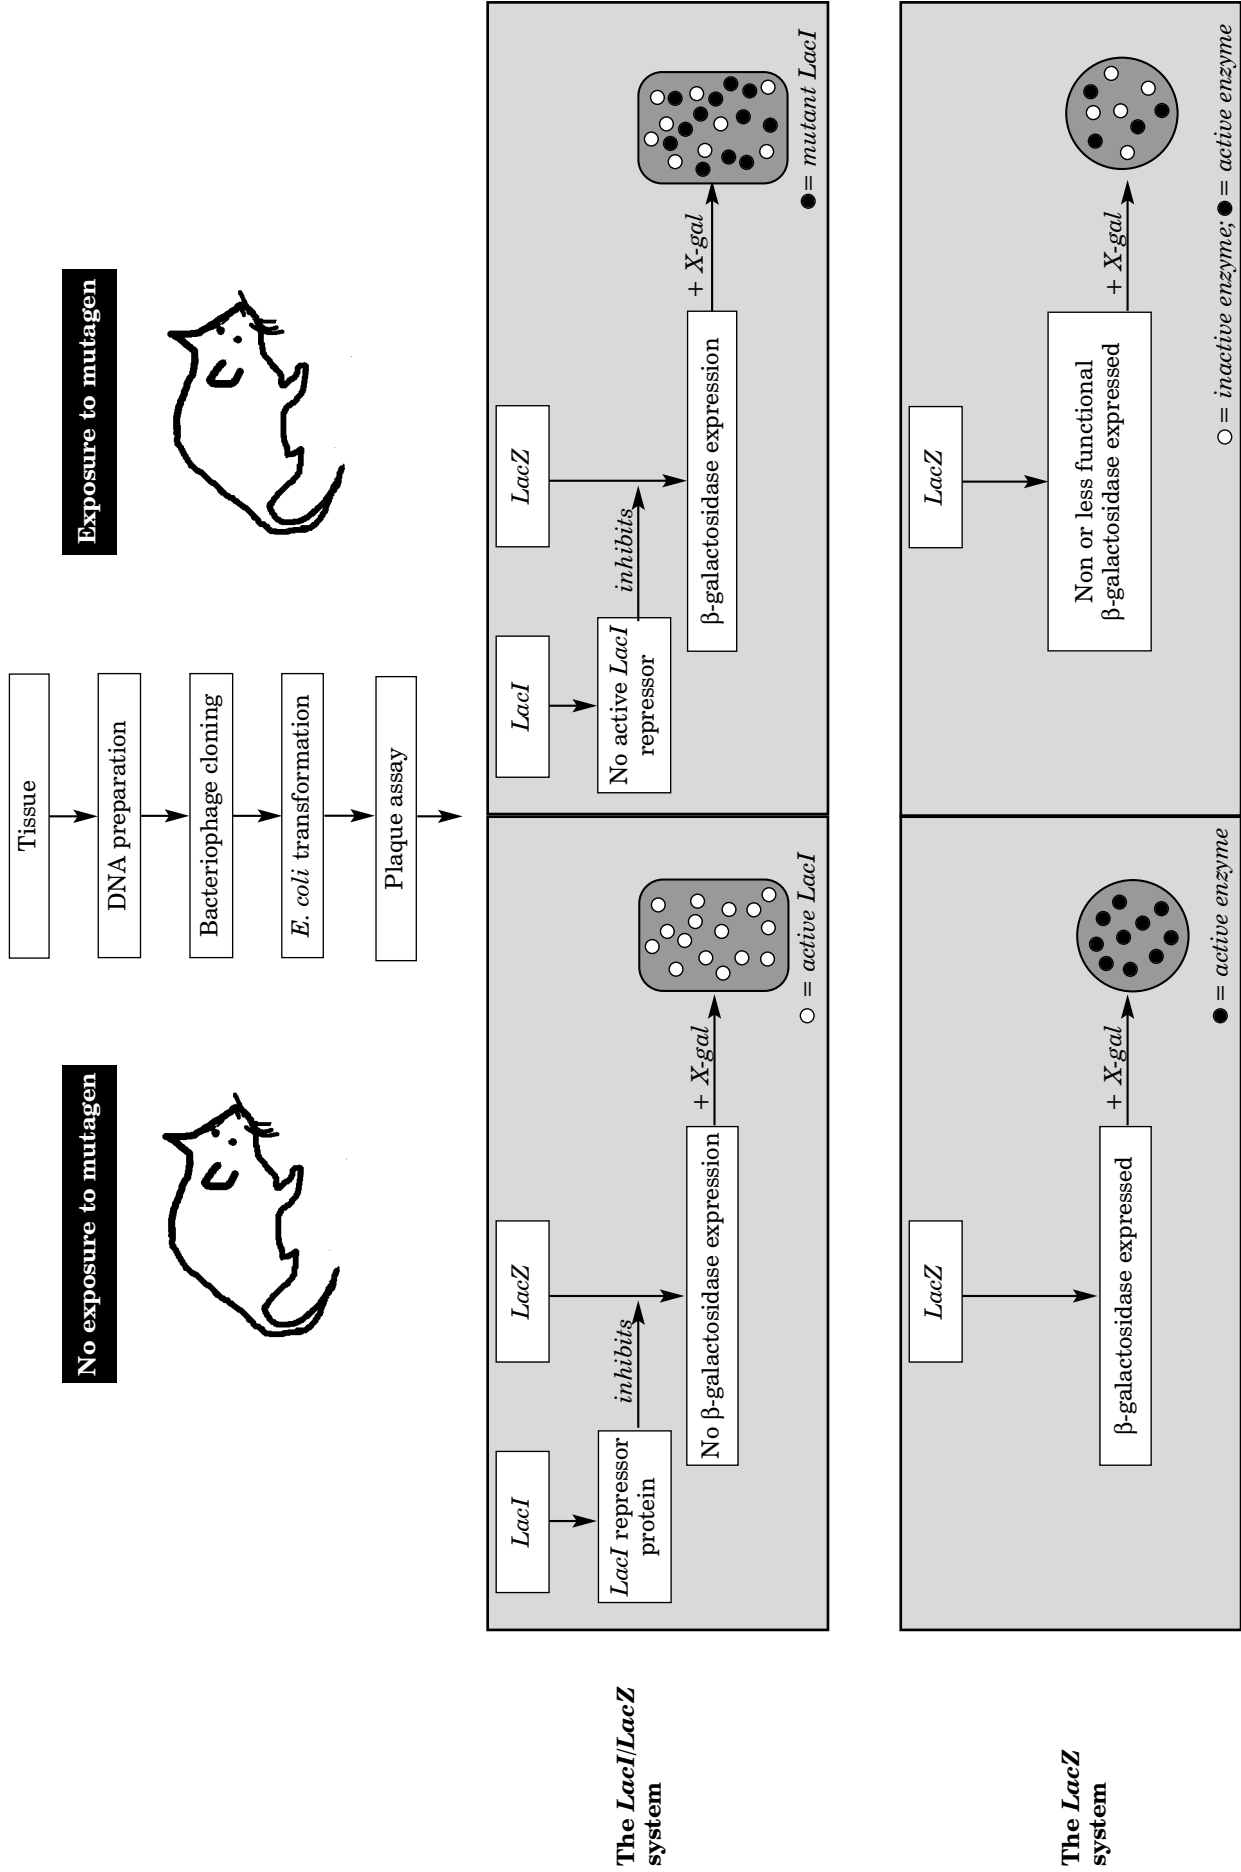 No exposure to mutagen
Exposure to mutagen
Tissue
DNA preparation
Bacteriophage cloning
E. coli transformation
Plaque assay
The LacI/LacZ
system
LacI
LacZ
LacI repressor
protein
inhibits
No β-galactosidase expression
+ X-gal
= active LacI
LacI
LacZ
No active LacI
repressor
inhibits
β-galactosidase expression
+ X-gal
= mutant LacI
The LacZ
system
LacZ
β-galactosidase expressed
+ X-gal
= active enzyme
LacZ
Non or less functional
β-galactosidase expressed
+ X-gal
= inactive enzyme; = active enzyme